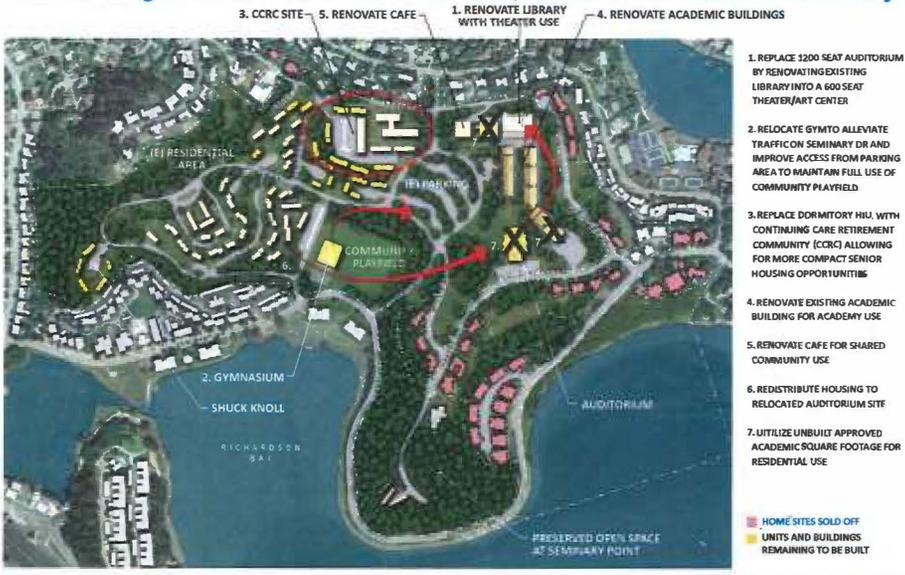 3. CCRC SITE
5. RENOVATE CAFE
1. RENOVATE LIBRARY
WITH THEATER USE
4. RENOVATE ACADEMIC BUILDINGS
(E) RESIDENTIAL
AREA
(E) PARKING
7.
7.
6.
COMMUNITY
PLAYFIELD
2. GYMNASIUM
SHUCK KNOLL
AUDITORIUM
RICHARDSON
BAY
PRESERVED OPEN SPACE
AT SEMINARY POINT
1. REPLACE 1200 SEAT AUDITORIUM
BY RENOVATING EXISTING
LIBRARY INTO A 600 SEAT
THEATER/ART CENTER
2. RELOCATE GYM TO ALLEVIATE
TRAFFIC ON SEMINARY DR AND
IMPROVE ACCESS FROM PARKING
AREA TO MAINTAIN FULL USE OF
COMMUNITY PLAYFIELD
3. REPLACE DORMITORY HILL WITH
CONTINUING CARE RETIREMENT
COMMUNITY (CCRC) ALLOWING
FOR MORE COMPACT SENIOR
HOUSING OPPORTUNITIES
4. RENOVATE EXISTING ACADEMIC
BUILDING FOR ACADEMY USE
5. RENOVATE CAFE FOR SHARED
COMMUNITY USE
6. REDISTRIBUTE HOUSING TO
RELOCATED AUDITORIUM SITE
7. UITILIZE UNBUILT APPROVED
ACADEMIC SQUARE FOOTAGE FOR
RESIDENTIAL USE
HOME SITES SOLD OFF
UNITS AND BUILDINGS
REMAINING TO BE BUILT